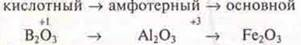 кислотный → амфотерный → основной
+1 +3
B₂O₃ → Al₂O₃ → Fe₂O₃